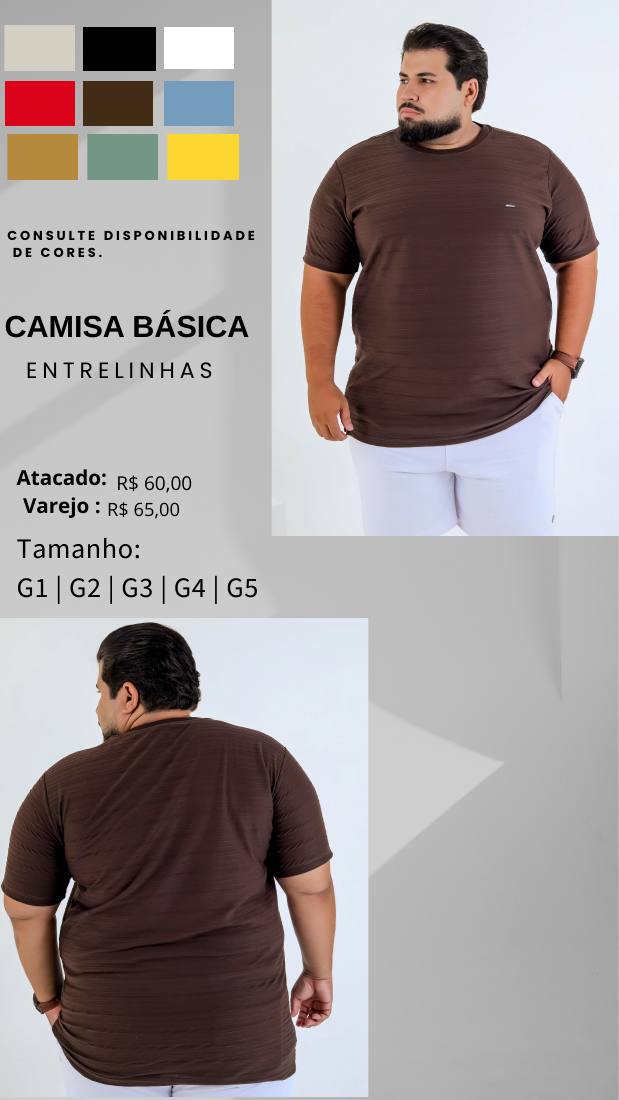 CONSULTE DISPONIBILIDADE
DE CORES.
CAMISA BÁSICA
ENTRELINHAS
Atacado: R$ 60,00
Varejo : R$ 65,00
Tamanho:
G1 | G2 | G3 | G4 | G5